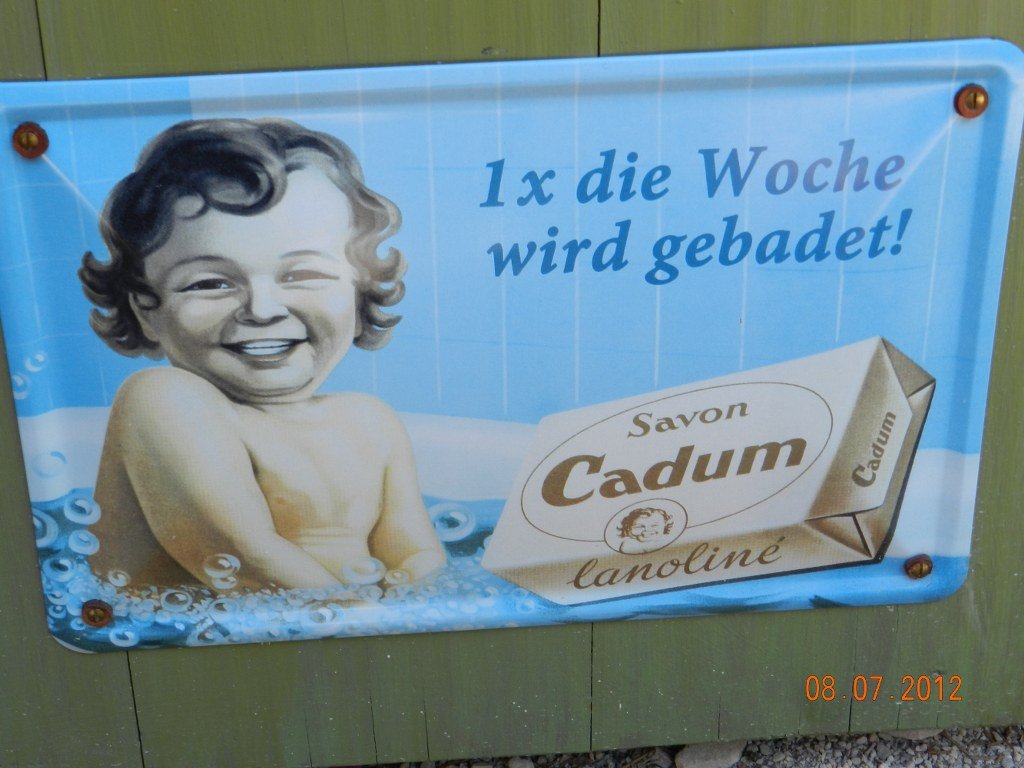 1x die Woche
wird gebadet!
Savon
Cadum
Cadum
lanoliné
08.07.2012